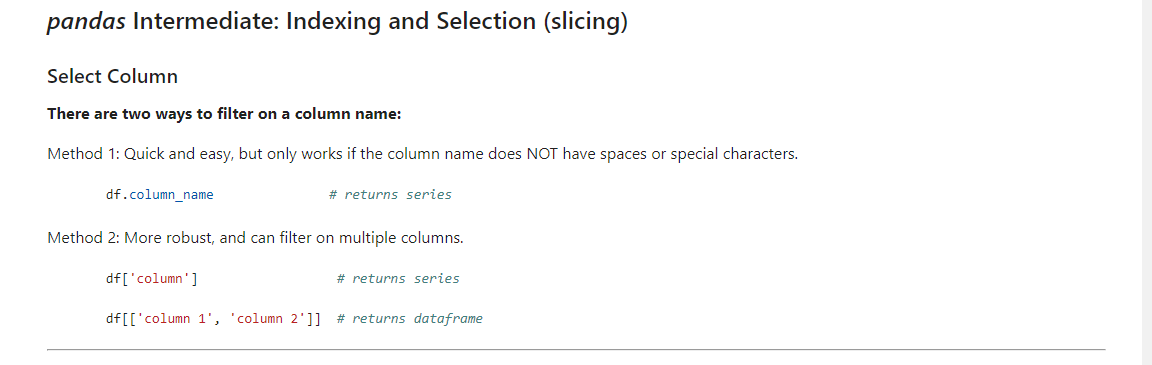 pandas Intermediate: Indexing and Selection (slicing)
Select Column
There are two ways to filter on a column name:
Method 1: Quick and easy, but only works if the column name does NOT have spaces or special characters.
df.column_name # returns series
Method 2: More robust, and can filter on multiple columns.
df['column'] # returns series
df[['column 1', 'column 2']] # returns dataframe